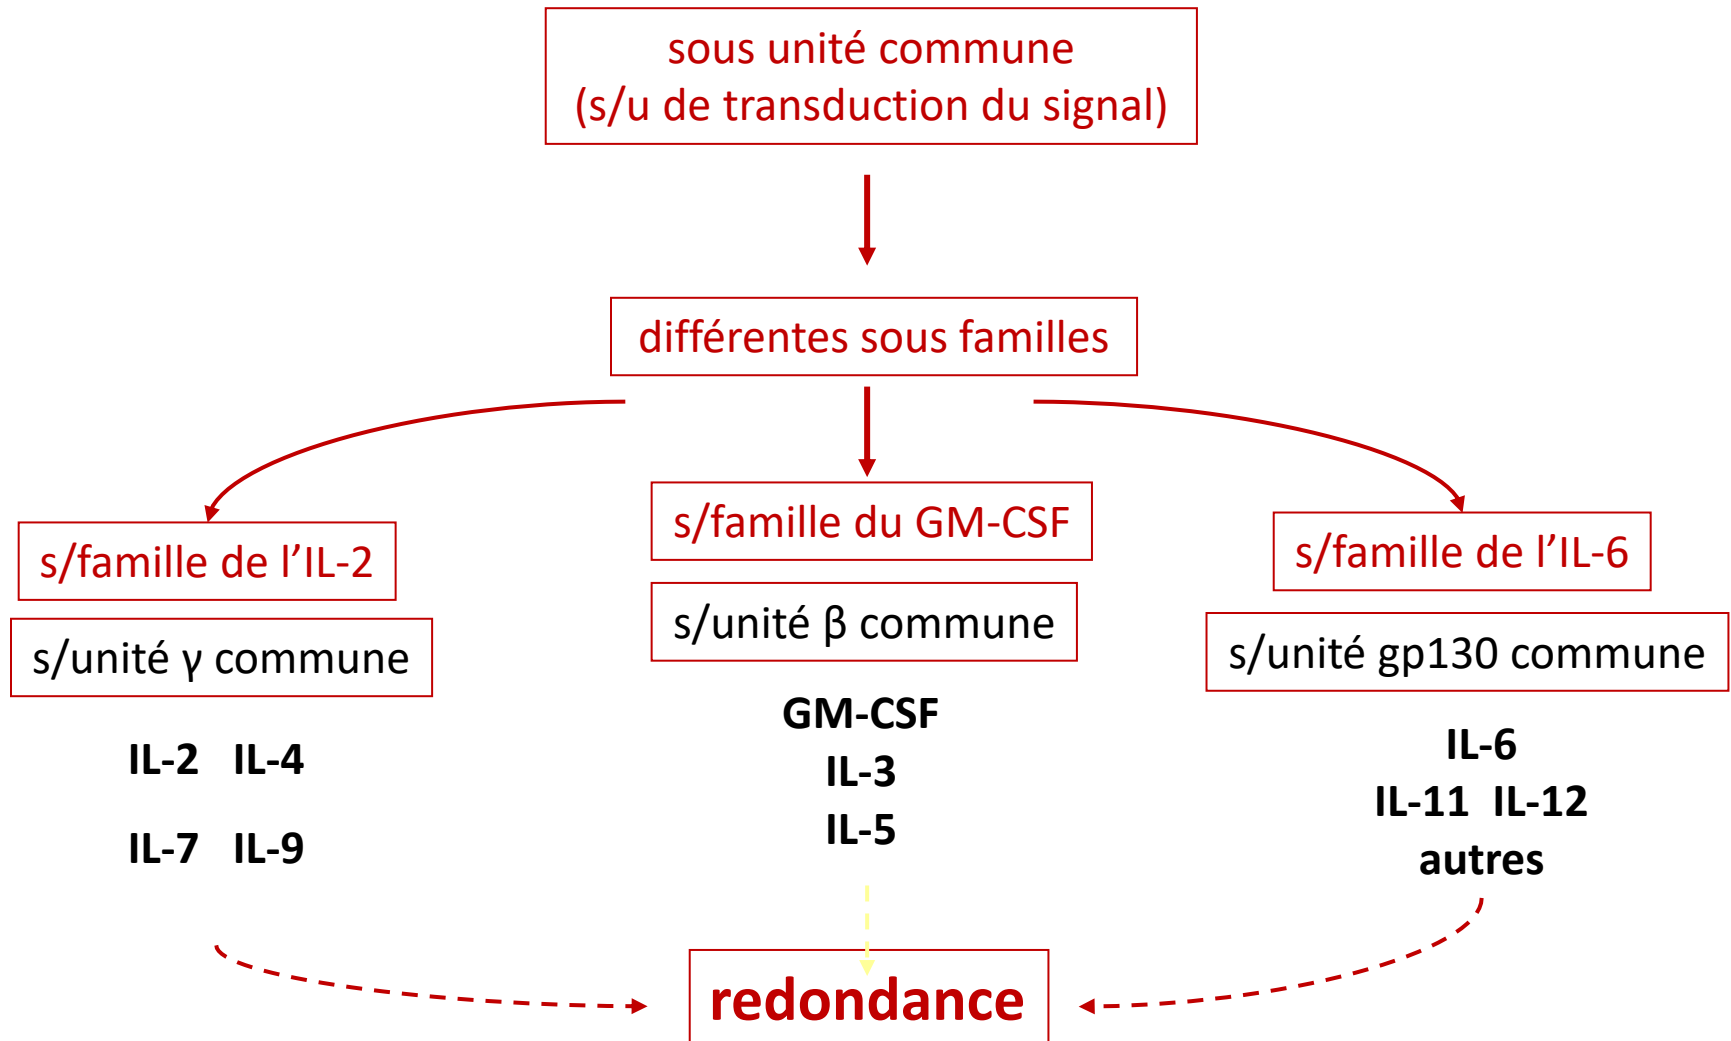 sous unité commune
(s/u de transduction du signal)
différentes sous familles
s/famille de l’IL-2
s/unité γ commune
IL-2 IL-4
IL-7 IL-9
s/famille du GM-CSF
s/unité β commune
GM-CSF
IL-3
IL-5
s/famille de l’IL-6
s/unité gp130 commune
IL-6
IL-11 IL-12
autres
redondance